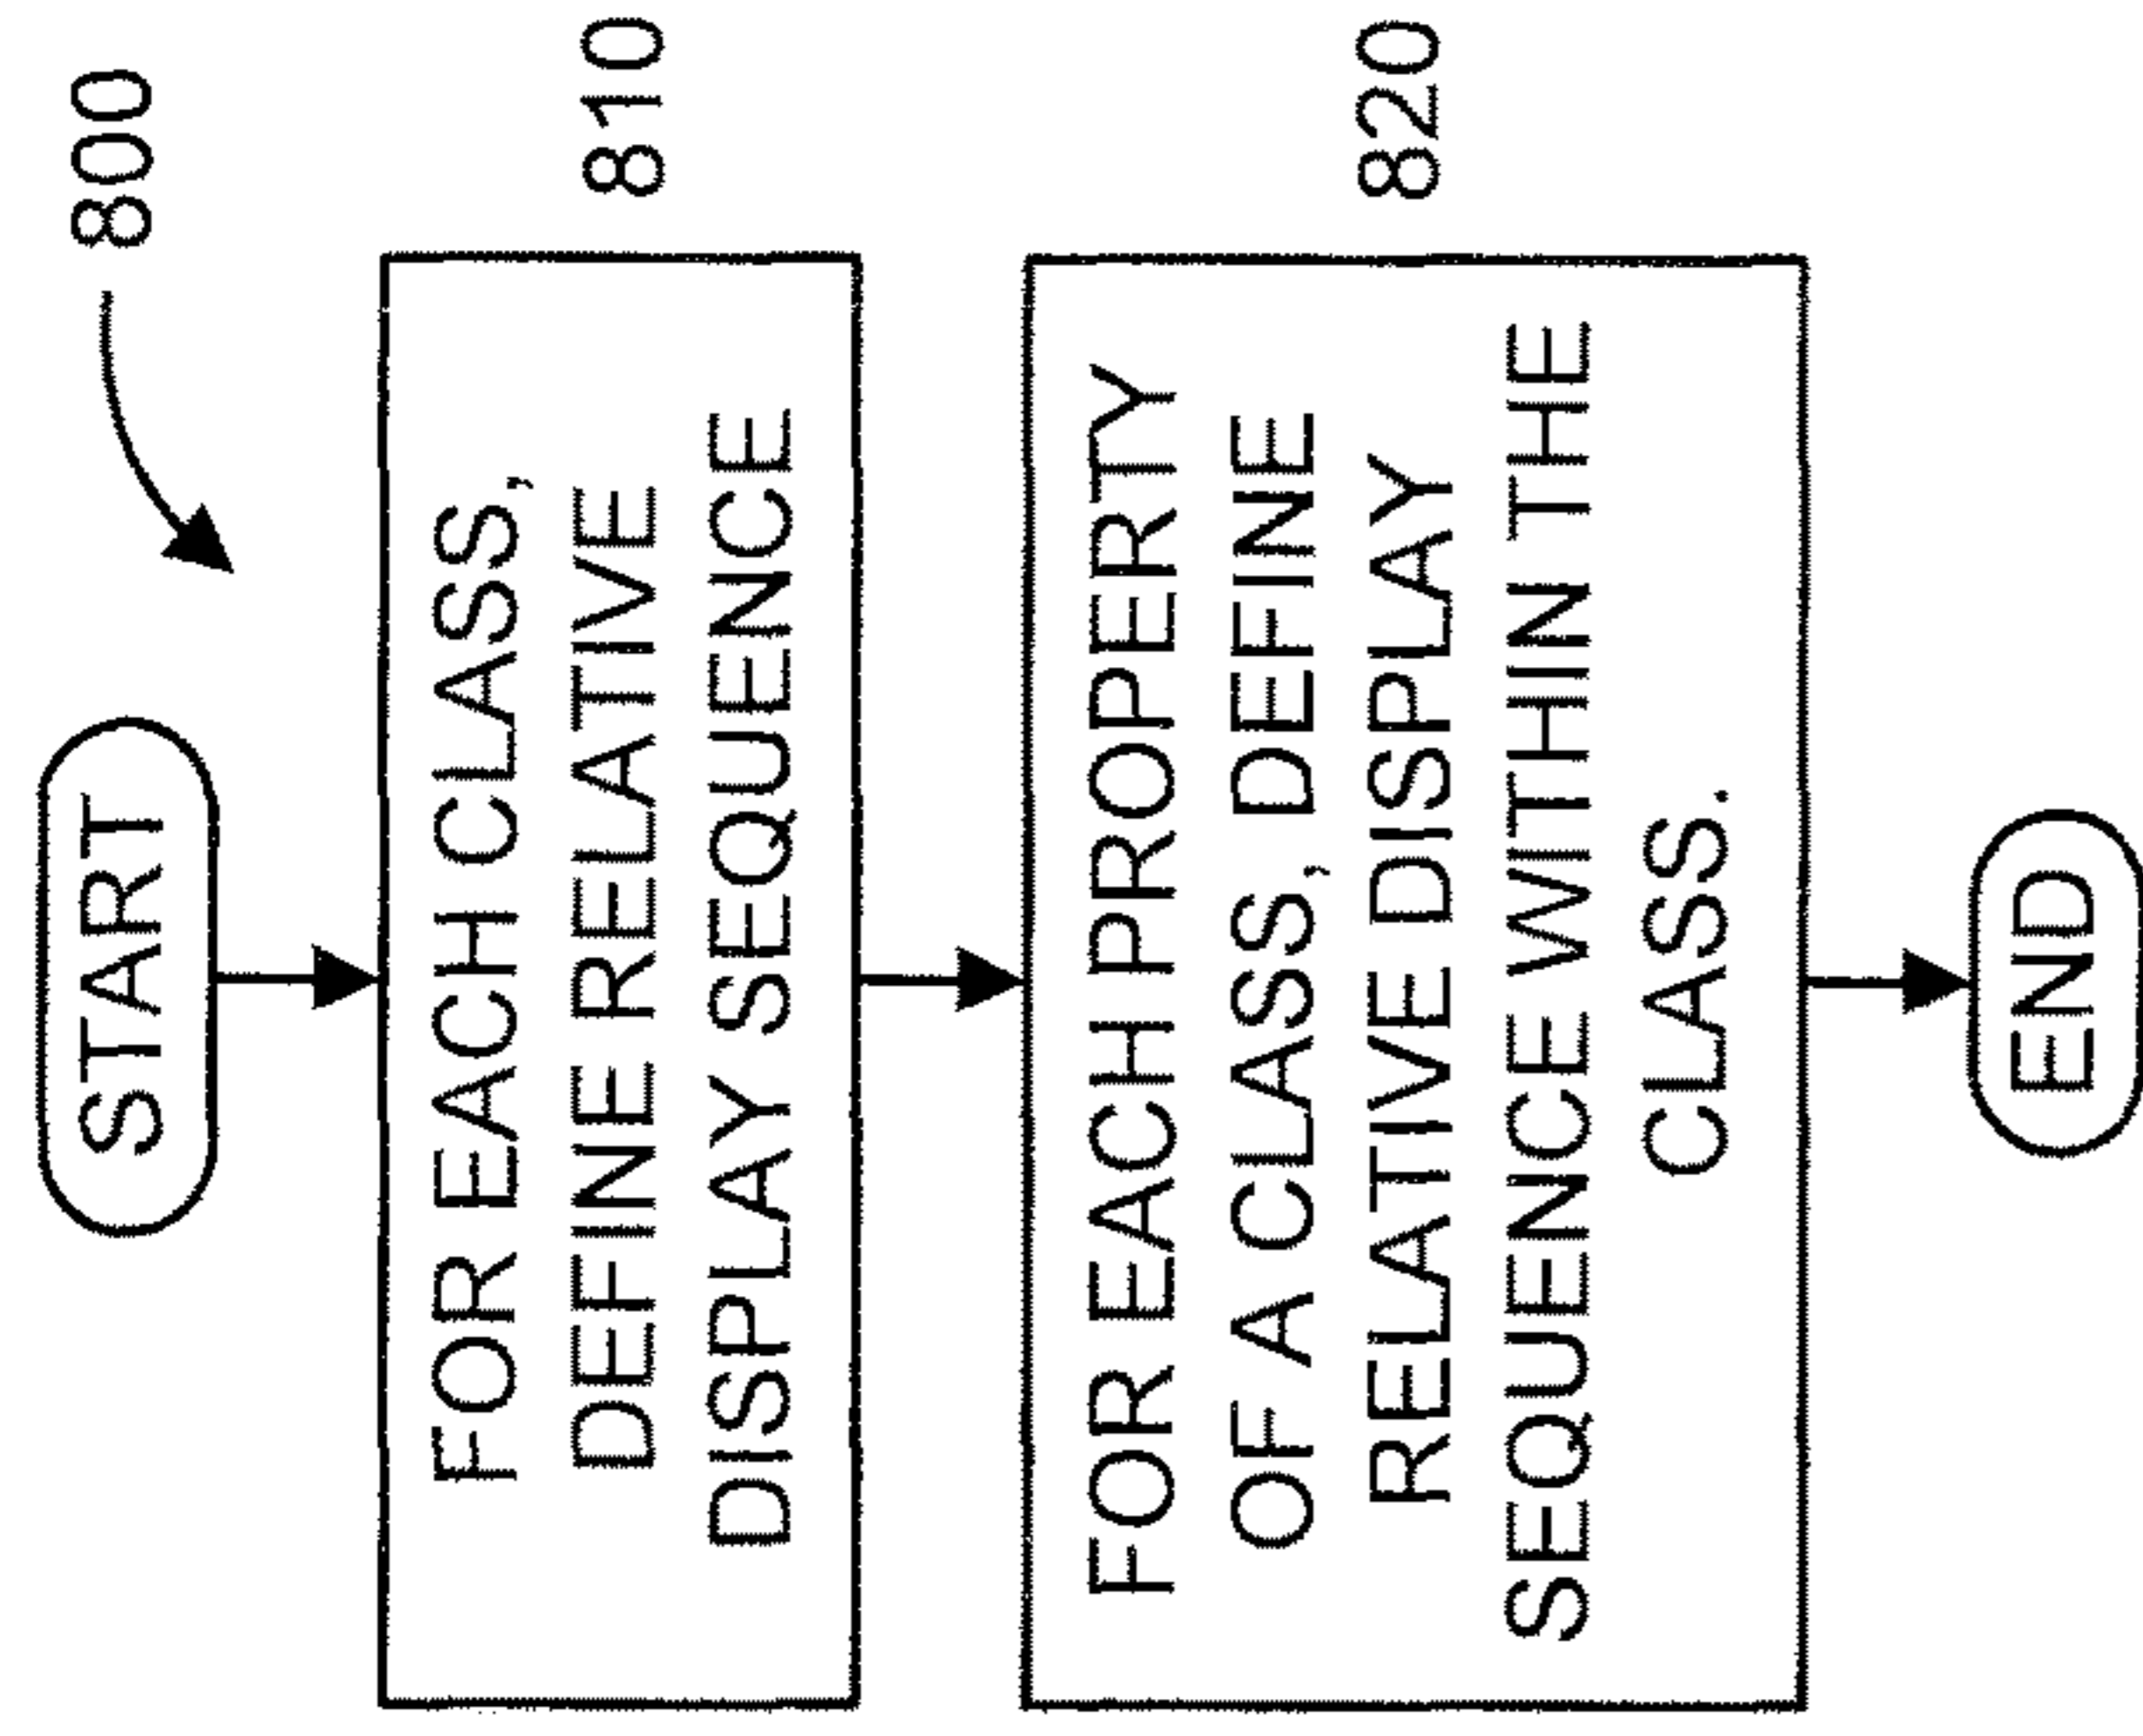 800
START
FOR EACH CLASS,
DEFINE RELATIVE
DISPLAY SEQUENCE
810
FOR EACH PROPERTY
OF A CLASS, DEFINE
RELATIVE DISPLAY
SEQUENCE WITHIN THE
CLASS.
820
END